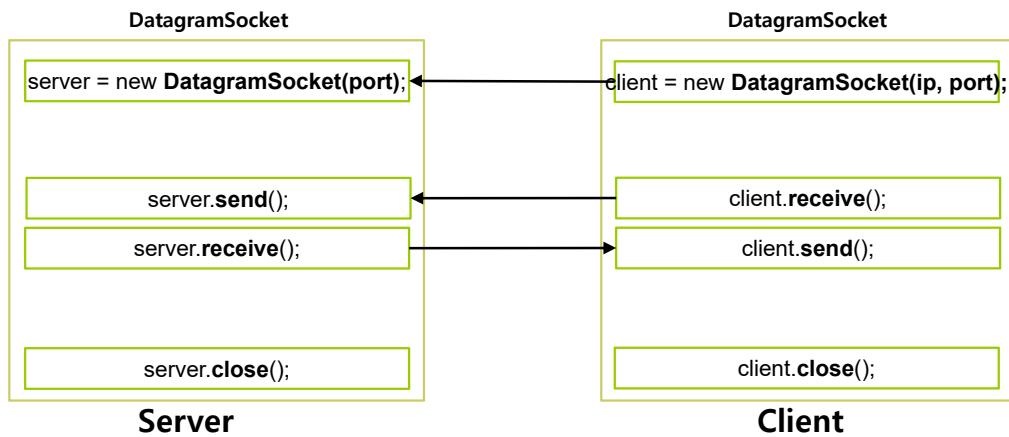 DatagramSocket
DatagramSocket
server = new DatagramSocket(port);
client = new DatagramSocket(ip, port);
server.send();
client.receive();
server.receive();
client.send();
server.close();
client.close();
Server
Client